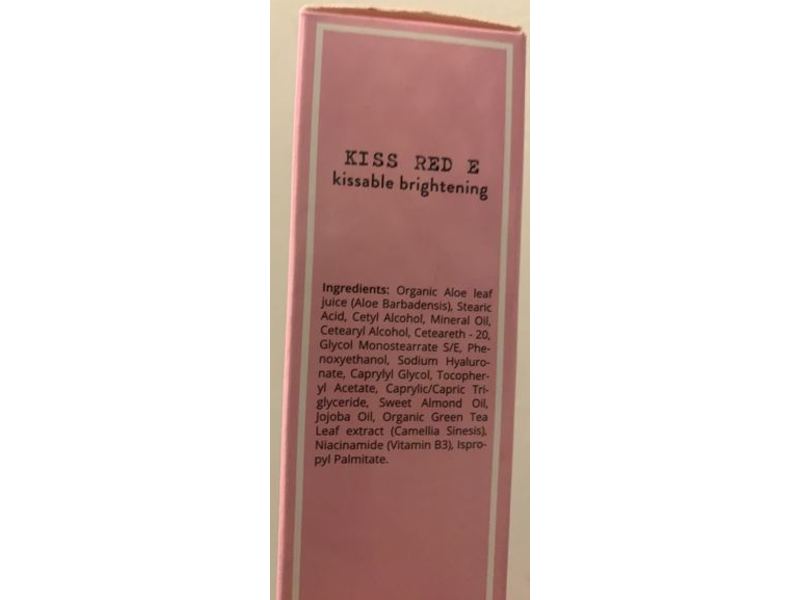 KISS RED E
kissable brightening
Ingredients: Organic Aloe leaf
juice (Aloe Barbadensis), Stearic
Acid, Cetyl Alcohol, Mineral Oil,
Cetearyl Alcohol, Ceteareth - 20,
Glycol Monostearrate S/E, Phe-
noxyethanol, Sodium Hyaluro-
nate, Caprylyl Glycol, Tocopher-
yl Acetate, Caprylic/Capric Tri-
glyceride, Sweet Almond Oil,
Jojoba Oil, Organic Green Tea
Leaf extract (Camellia Sinesis),
Niacinamide (Vitamin B3), Ispro-
pyl Palmitate.